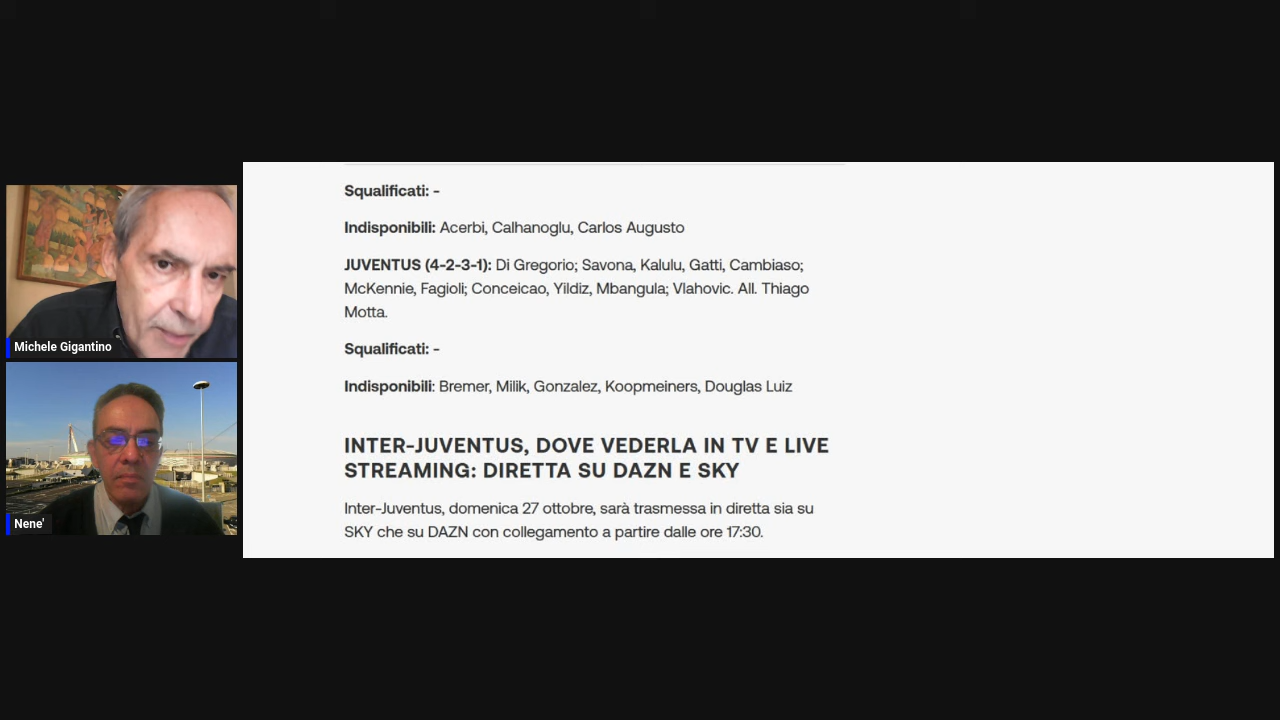 Squalificati: -
Indisponibili: Acerbi, Calhanoglu, Carlos Augusto
JUVENTUS (4-2-3-1): Di Gregorio; Savona, Kalulu, Gatti, Cambiaso;
McKennie, Fagioli; Conceicao, Yildiz, Mbangula; Vlahovic. All. Thiago
Motta.
Squalificati: -
Indisponibili: Bremer, Milik, Gonzalez, Koopmeiners, Douglas Luiz
INTER-JUVENTUS, DOVE VEDERLA IN TV E LIVE
STREAMING: DIRETTA SU DAZN E SKY
Inter-Juventus, domenica 27 ottobre, sarà trasmessa in diretta sia su
SKY che su DAZN con collegamento a partire dalle ore 17:30.
Michele Gigantino
Nene'